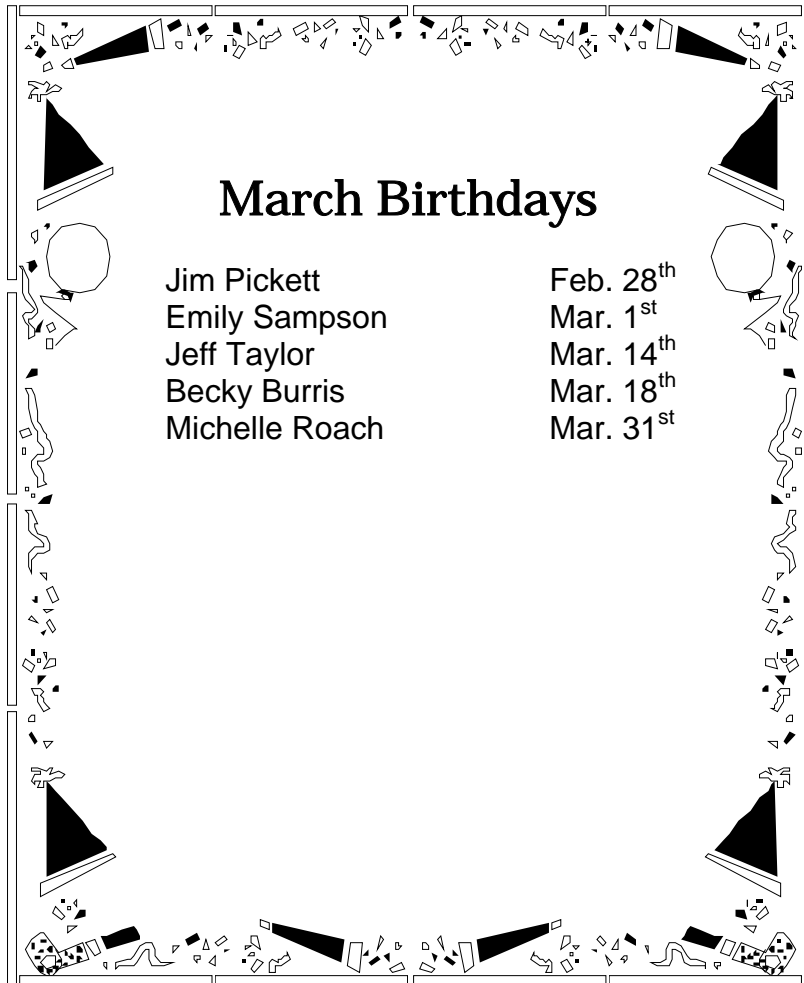 March Birthdays
Jim Pickett Feb. 28th
Emily Sampson Mar. 1st
Jeff Taylor Mar. 14th
Becky Burris Mar. 18th
Michelle Roach Mar. 31st